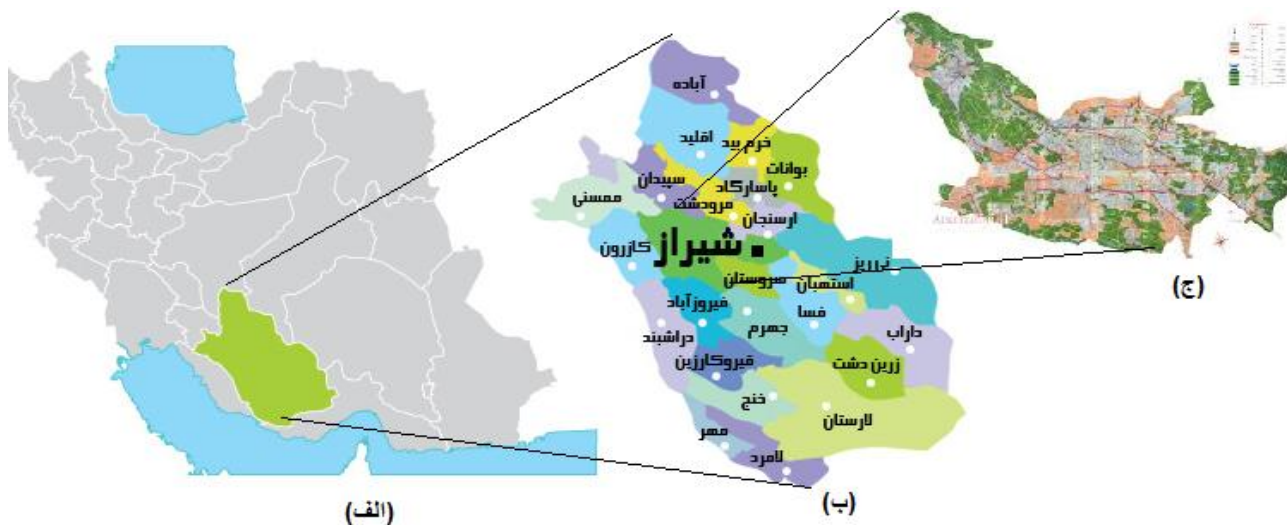 آباده
اقلید
خرم بید
بوانات
سپیدان
پاسارگاد
ممسنی
مرودشت
ارسنجان
شیراز
کازرون
نی ریز
سروستان
استهبان
فیروزآباد
فسا
جهرم
داراب
دراشبند
قیروکارزین
زرین دشت
خنج
لارستان
مهر
لامرد
(الف)
(ب)
(ج)